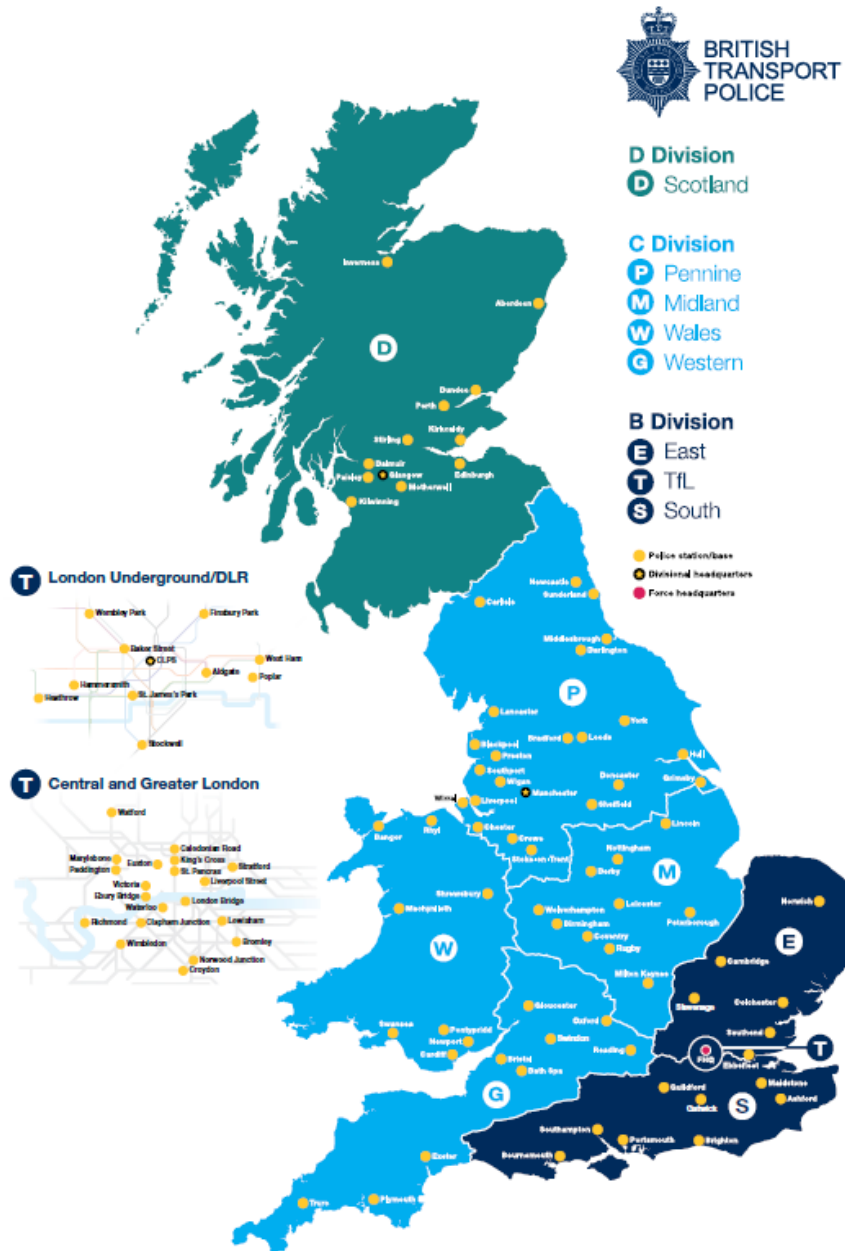 BRITISH
TRANSPORT
POLICE
D Division
D Scotland
C Division
P Pennine
M Midland
W Wales
G Western
B Division
E East
T TfL
S South
Police station/base
Divisional headquarters
Force headquarters
Inverness
Aberdeen
D
Dundee
Perth
Stirling
Kirkcaldy
Dalmuir
Paisley
Glasgow
Edinburgh
Motherwell
Kilwinning
T London Underground/DLR
Wembley Park
Finsbury Park
Baker Street
CLPS
West Ham
Aldgate
Poplar
Hammersmith
Heathrow
St. James's Park
Stockwell
T Central and Greater London
Watford
Caledonian Road
Marylebone
King's Cross
Euston
Paddington
St. Pancras
Stratford
Victoria
Liverpool Street
Ebury Bridge
London Bridge
Waterloo
Richmond
Clapham Junction
Lewisham
Wimbledon
Bromley
Norwood Junction
Croydon
Newcastle
Sunderland
Carlisle
Middlesbrough
Darlington
P
Lancaster
York
Bradford
Leeds
Blackpool
Preston
Hull
Southport
Wigan
Doncaster
Grimsby
Manchester
Wirral
Liverpool
Sheffield
Lincoln
Bangor
Rhyl
Chester
Crewe
Stoke-on-Trent
Nottingham
Derby
M
Shrewsbury
Machynlleth
Wolverhampton
Leicester
Peterborough
Norwich
Birmingham
Coventry
Rugby
W
E
Cambridge
Milton Keynes
Stevenage
Colchester
Gloucester
Oxford
Swansea
Pontypridd
Newport
Cardiff
Swindon
Reading
Southend
FHQ
T
Ebbsfleet
Bristol
Bath Spa
G
Guildford
Maidstone
Gatwick
Ashford
S
Southampton
Portsmouth
Brighton
Bournemouth
Exeter
Truro
Plymouth